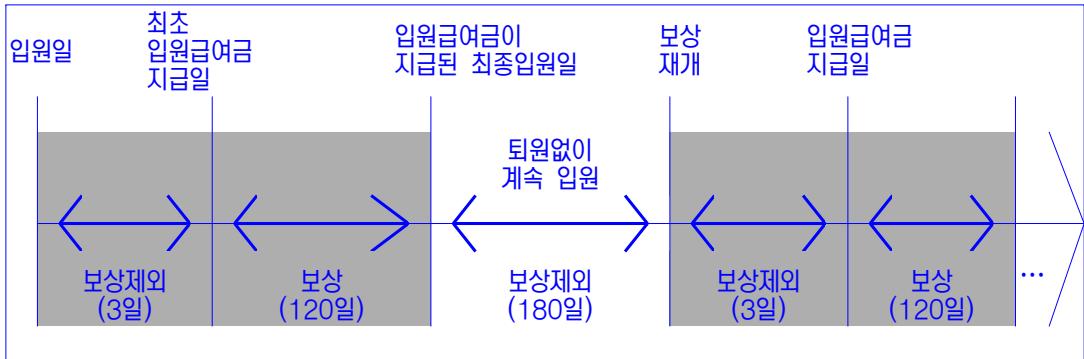 입원일
최초
입원급여금
지급일
입원급여금이
지급된 최종입원일
보상
재개
입원급여금
지급일
퇴원없이
계속 입원
보상제외
(3일)
보상
(120일)
보상제외
(180일)
보상제외
(3일)
보상
(120일)
...